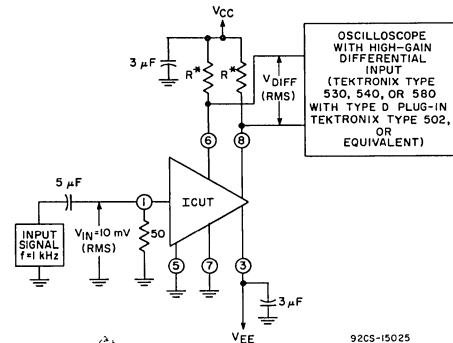 VCC
3 µF
R*
R*
VDIFF
(RMS)
OSCILLOSCOPE
WITH HIGH-GAIN
DIFFERENTIAL
INPUT
(TEKTRONIX TYPE
530, 540, OR 580
WITH TYPE D PLUG-IN
TEKTRONIX TYPE 502,
OR
EQUIVALENT)
6
8
5 µF
1
ICUT
INPUT
SIGNAL
f=1 kHz
VIN=10 mV
(RMS)
50
5
7
3
3µF
VEE
92CS-15025